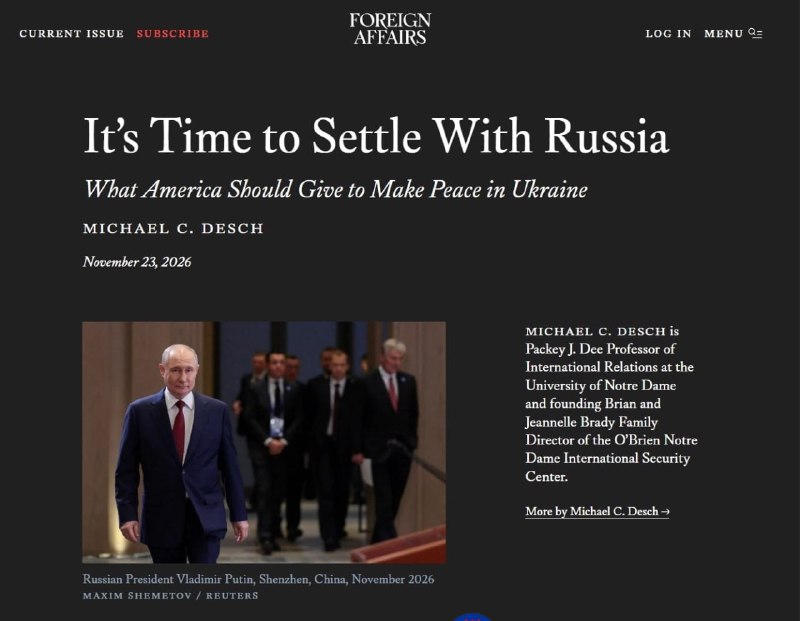 CURRENT ISSUE
SUBSCRIBE
FOREIGN
AFFAIRS
LOG IN
MENU
It’s Time to Settle With Russia
What America Should Give to Make Peace in Ukraine
MICHAEL C. DESCH
November 23, 2026
MICHAEL C. DESCH is
Packey J. Dee Professor of
International Relations at the
University of Notre Dame
and founding Brian and
Jeannelle Brady Family
Director of the O’Brien Notre
Dame International Security
Center.
More by Michael C. Desch →
Russian President Vladimir Putin, Shenzhen, China, November 2026
MAXIM SHEMETOV / REUTERS